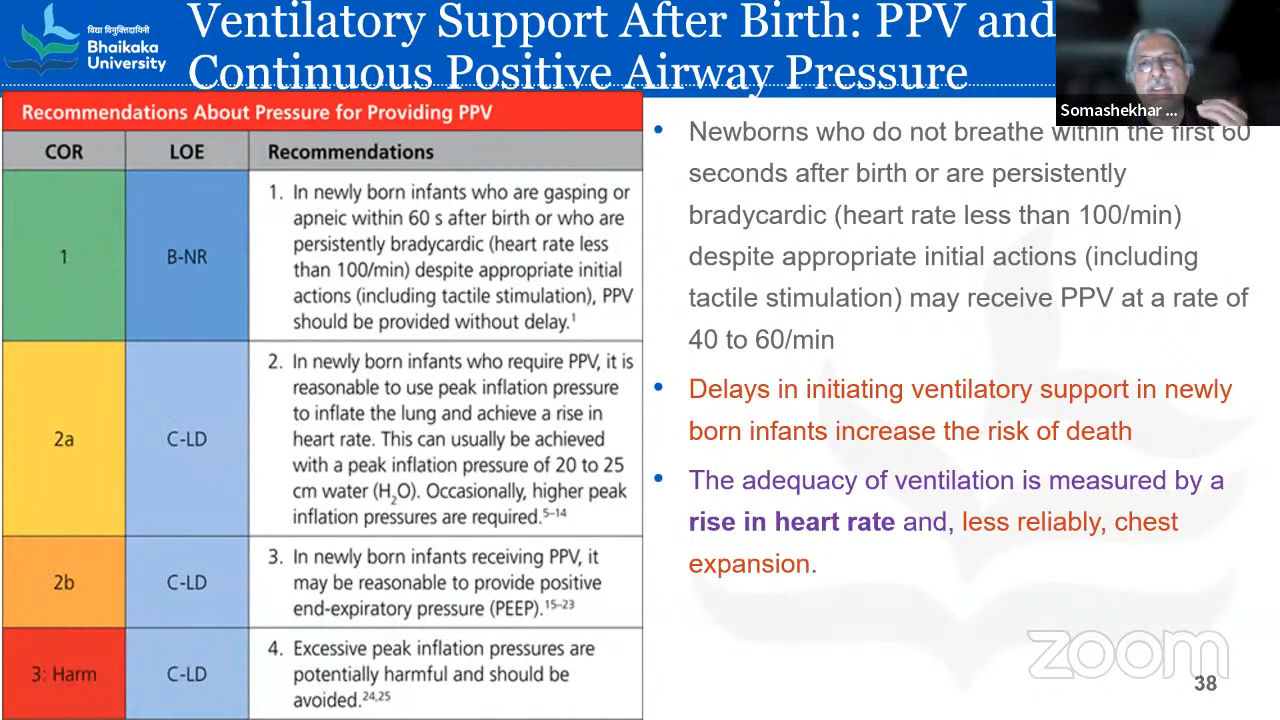 विद्या विमुक्तिदायिनी
Bhaikaka
University
Ventilatory Support After Birth: PPV and
Continuous Positive Airway Pressure
Somashekhar ...
Recommendations About Pressure for Providing PPV
COR LOE Recommendations
1 B-NR
1. In newly born infants who are gasping or
apneic within 60 s after birth or who are
persistently bradycardic (heart rate less
than 100/min) despite appropriate initial
actions (including tactile stimulation), PPV
should be provided without delay.1
2a C-LD
2. In newly born infants who require PPV, it is
reasonable to use peak inflation pressure
to inflate the lung and achieve a rise in
heart rate. This can usually be achieved
with a peak inflation pressure of 20 to 25
cm water (H2O). Occasionally, higher peak
inflation pressures are required.5–14
2b C-LD
3. In newly born infants receiving PPV, it
may be reasonable to provide positive
end-expiratory pressure (PEEP).15–23
3: Harm C-LD
4. Excessive peak inflation pressures are
potentially harmful and should be
avoided.24,25
• Newborns who do not breathe within the first 60
seconds after birth or are persistently
bradycardic (heart rate less than 100/min)
despite appropriate initial actions (including
tactile stimulation) may receive PPV at a rate of
40 to 60/min
• Delays in initiating ventilatory support in newly
born infants increase the risk of death
• The adequacy of ventilation is measured by a
rise in heart rate and, less reliably, chest
expansion.
zoom
38